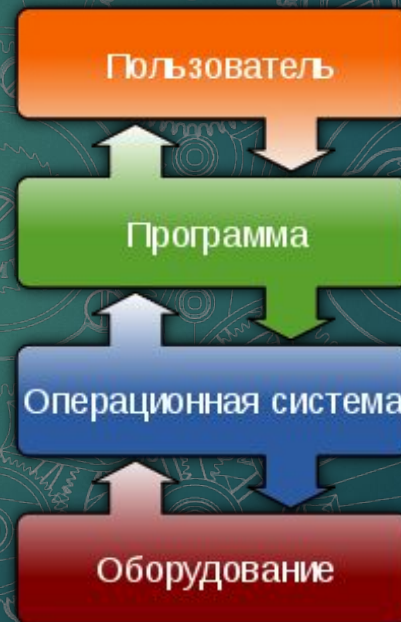 Пользователь
Программа
Операционная система
Оборудование